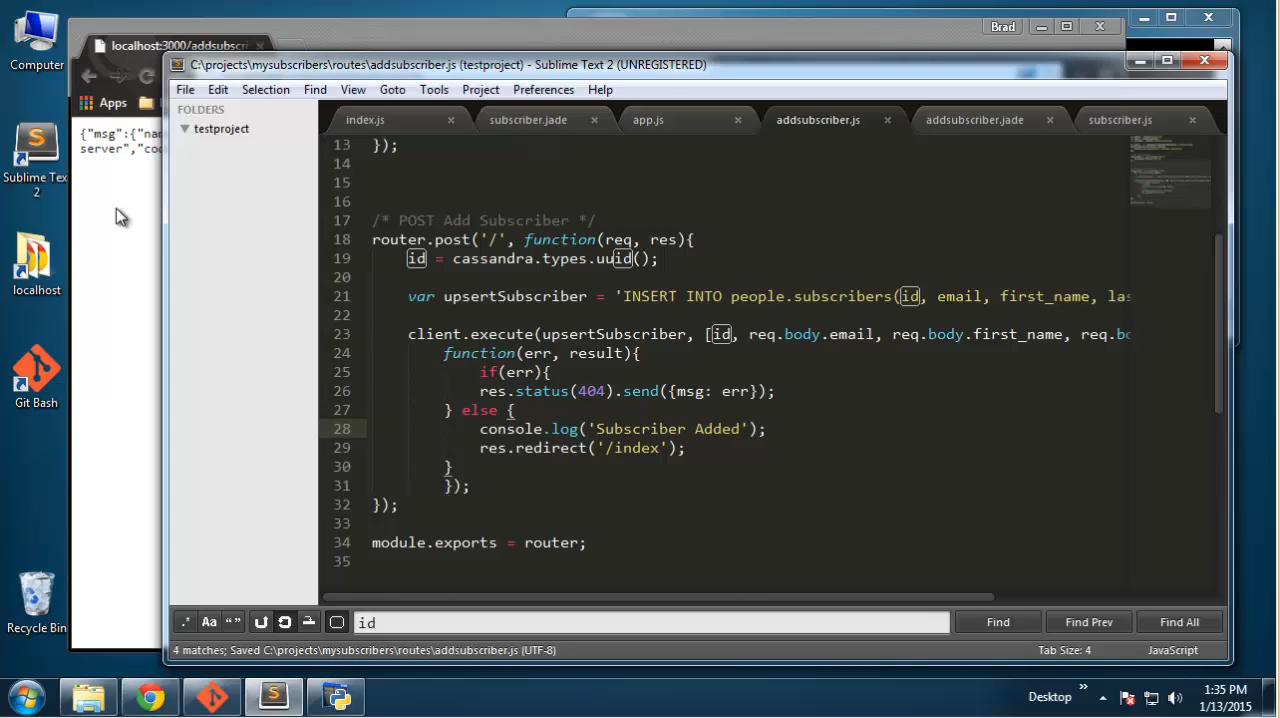 Computer
Sublime Text
2
localhost
Git Bash
Recycle Bin
Brad
localhost:3000/addsubscri
Apps
{"msg":{"nam
server","cod
C:\projects\mysubscribers\routes\addsubscriber.js (testproject) - Sublime Text 2 (UNREGISTERED)
File Edit Selection Find View Goto Tools Project Preferences Help
FOLDERS
testproject
index.js subscriber.jade app.js addsubscriber.js addsubscriber.jade subscriber.js
13 });
14
15
16
17 /* POST Add Subscriber */
18 router.post('/', function(req, res){
19 id = cassandra.types.uuid();
20
21 var upsertSubscriber = 'INSERT INTO people.subscribers(id, email, first_name, las
22
23 client.execute(upsertSubscriber, [id, req.body.email, req.body.first_name, req.bo
24 function(err, result){
25 if(err){
26 res.status(404).send({msg: err});
27 } else {
28 console.log('Subscriber Added');
29 res.redirect('/index');
30 }
31 });
32 });
33
34 module.exports = router;
35
.* Aa “” id Find Find Prev Find All
4 matches; Saved C:\projects\mysubscribers\routes\addsubscriber.js (UTF-8) Tab Size: 4 JavaScript
Desktop » 1:35 PM
1/13/2015